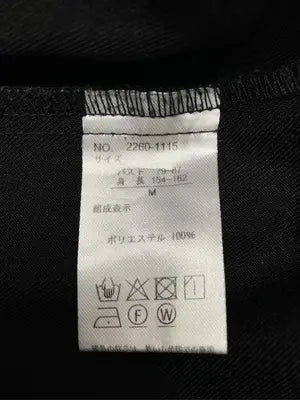 NO. 2260-1115
サイズ
バスト 79-87
身 長 154-162
M
組成表示
ポリエステル 100%
F W